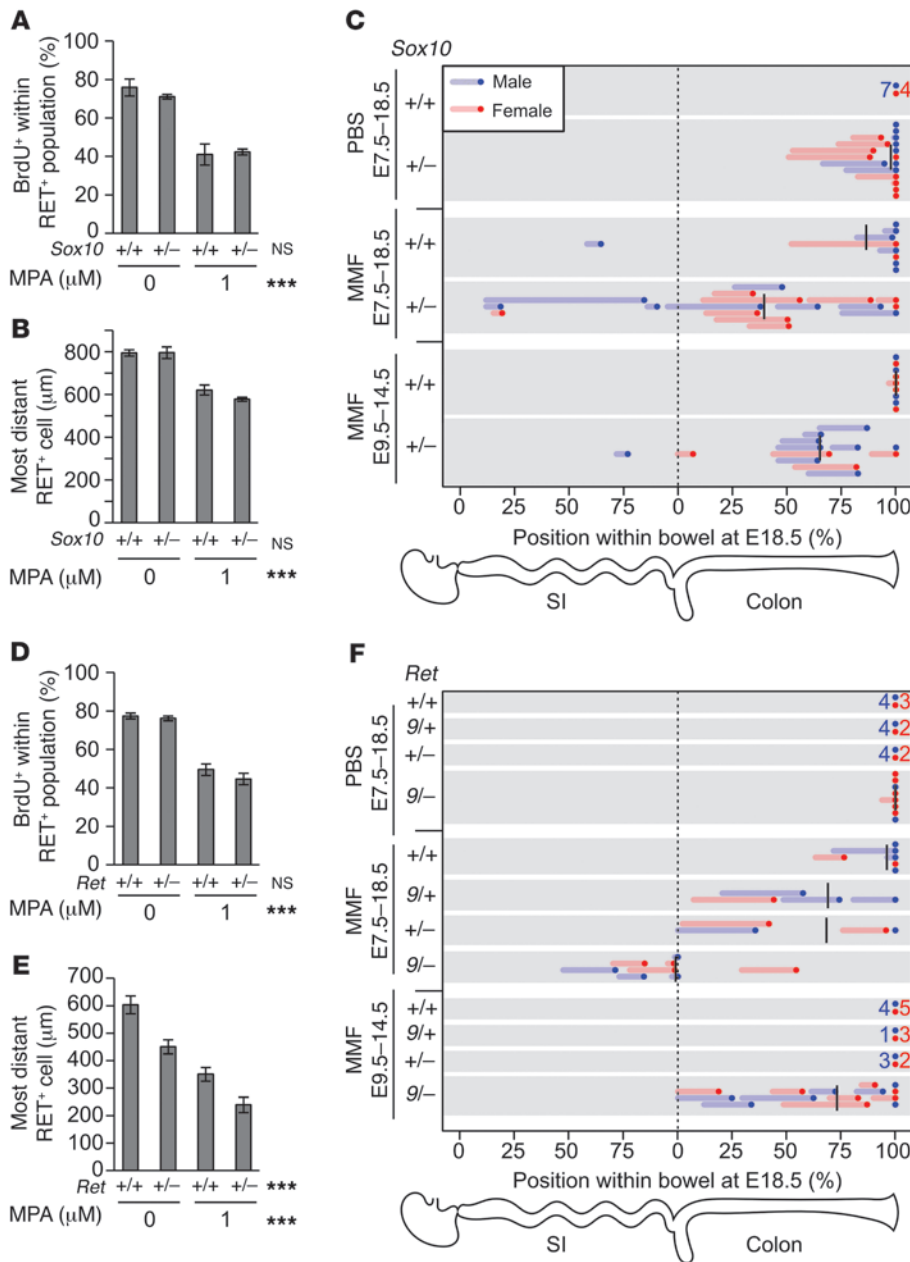 A
BrdU⁺ within
RET⁺ population (%)
100
80
60
40
20
0
Sox10 +/+ +/− +/+ +/− NS
MPA (µM) 0 1 ***
B
Most distant
RET⁺ cell (µm)
800
600
400
200
0
Sox10 +/+ +/− +/+ +/− NS
MPA (µM) 0 1 ***
C
Sox10
Male
Female
PBS
E7.5–18.5
+/+
7 4
+/−
MMF
E7.5–18.5
+/+
+/−
MMF
E9.5–14.5
+/+
+/−
0 25 75 0 25 50 75 100
Position within bowel at E18.5 (%)
SI Colon
D
BrdU⁺ within
RET⁺ population (%)
100
80
60
40
20
0
Ret +/+ +/− +/+ +/− NS
MPA (µM) 0 1 ***
E
Most distant
RET⁺ cell (µm)
700
600
500
400
300
200
100
0
Ret +/+ +/− +/+ +/− ***
MPA (µM) 0 1 ***
F
Ret
PBS
E7.5–18.5
+/+ 4 3
9/+ 4 2
+/− 4 2
9/−
MMF
E7.5–18.5
+/+
9/+
+/−
9/−
MMF
E9.5–14.5
+/+ 4 5
9/+ 1 3
+/− 3 2
9/−
0 25 75 0 25 50 75 100
Position within bowel at E18.5 (%)
SI Colon